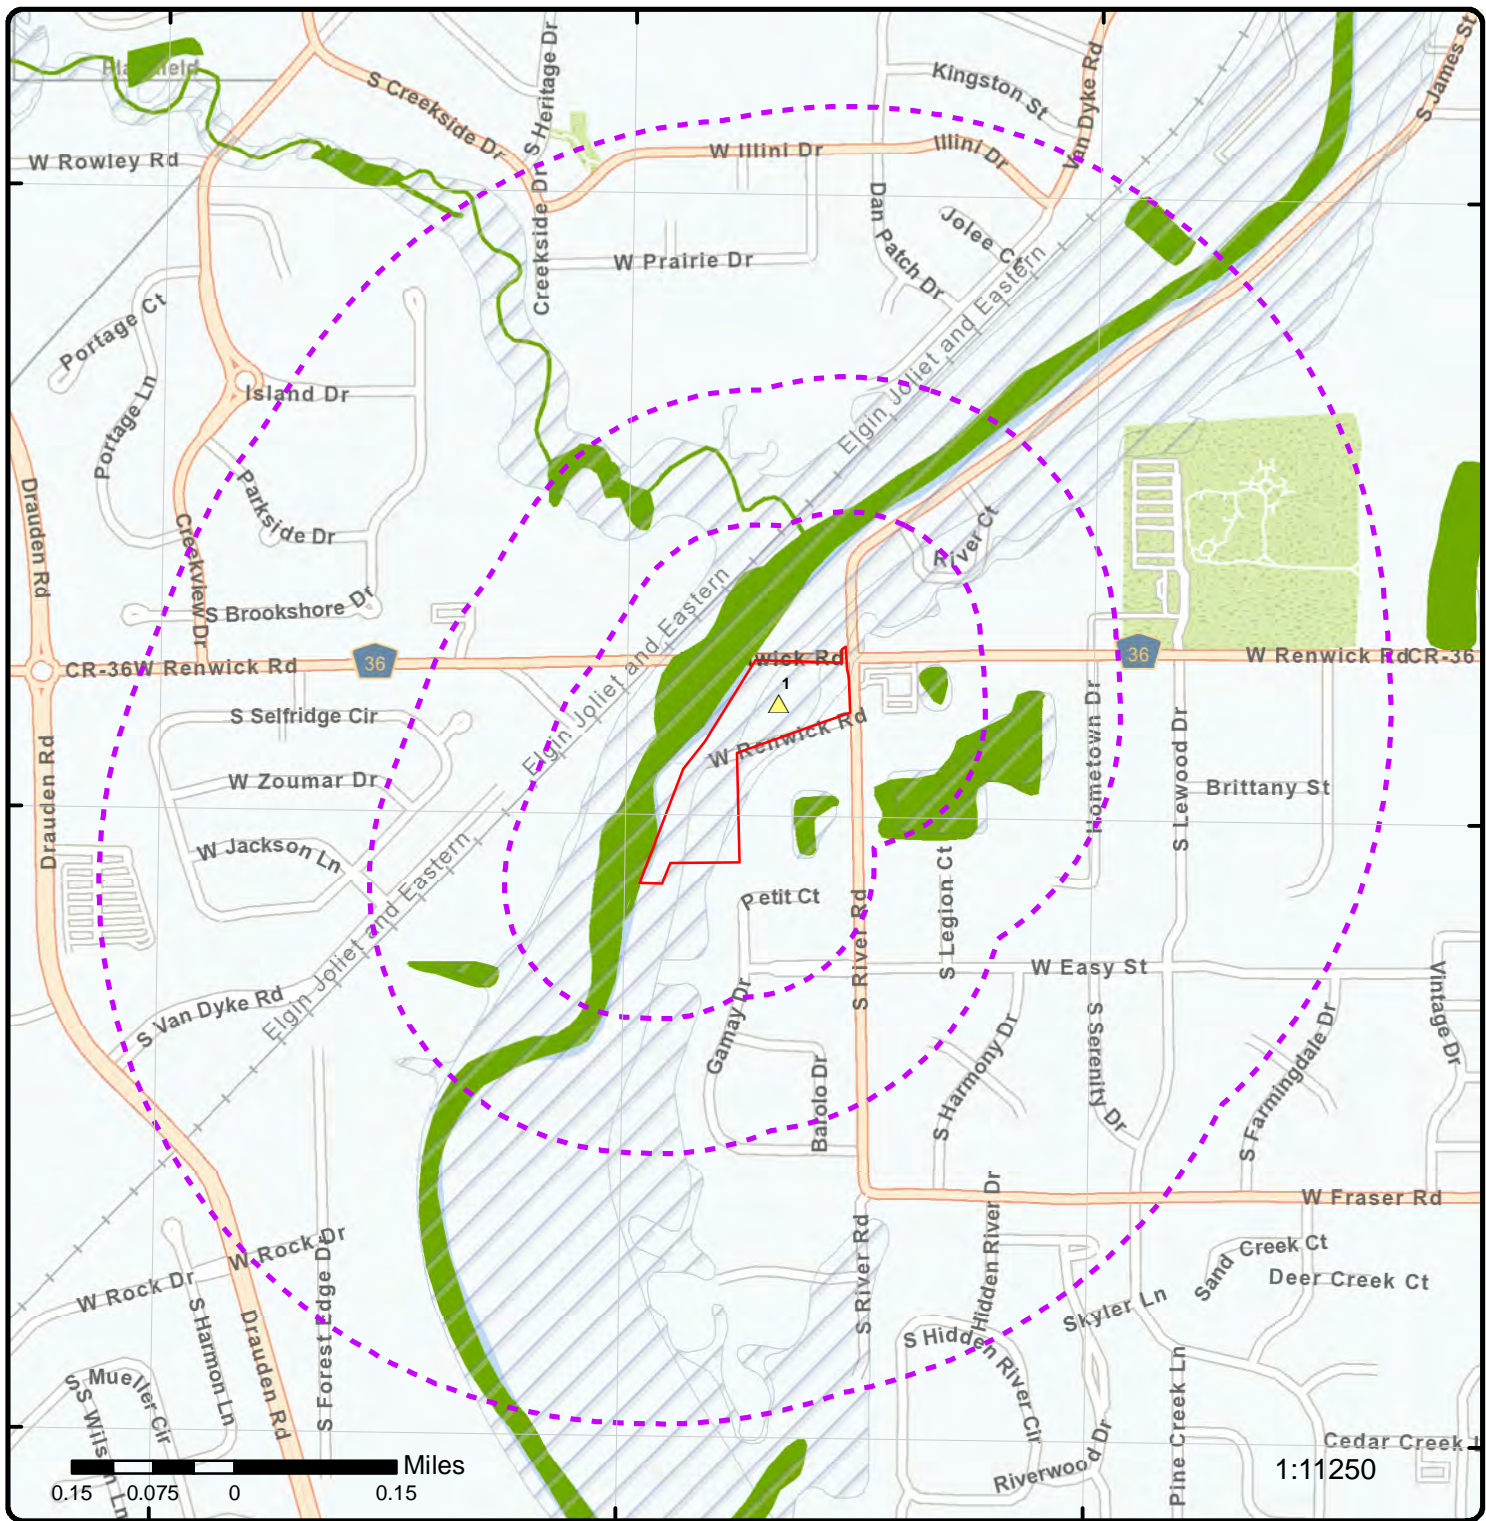 Plainfield
S Creekside Dr
S Heritage Dr
Kingston St
Van Dyke Rd
S James St
W Rowley Rd
W Illini Dr
Illini Dr
Creekside Dr
Dan Patch Dr
Jolee Ct
W Prairie Dr
Portage Ct
Portage Ln
Island Dr
Elgin Joliet and Eastern
Drauden Rd
Parkside Dr
Creekview Dr
River Ct
S Brookshore Dr
Elgin Joliet and Eastern
CR-36W Renwick Rd
36
wick Rd
36
W Renwick RdCR-36
1
S Selfridge Cir
W Renwick Rd
Hometown Dr
S Lewood Dr
W Zoumar Dr
Brittany St
Drauden Rd
W Jackson Ln
Petit Ct
S River Rd
S Legion Ct
W Easy St
Vintage Dr
S Van Dyke Rd
Elgin Joliet and Eastern
Gamay Dr
Barolo Dr
S Harmony Dr
S Serenity Dr
S Farmingdale Dr
W Fraser Rd
W Rock Dr
W Rock Dr
S Forest Edge Dr
S Harmon Ln
Drauden Rd
S River Rd
Hidden River Dr
Sand Creek Ct
Deer Creek Ct
Skyler Ln
S Hidden River Cir
S Mueller Cir
S Wilson Ln
Riverwood Dr
Pine Creek Ln
Cedar Creek L
Miles
0.15 0.075 0 0.15
1:11250